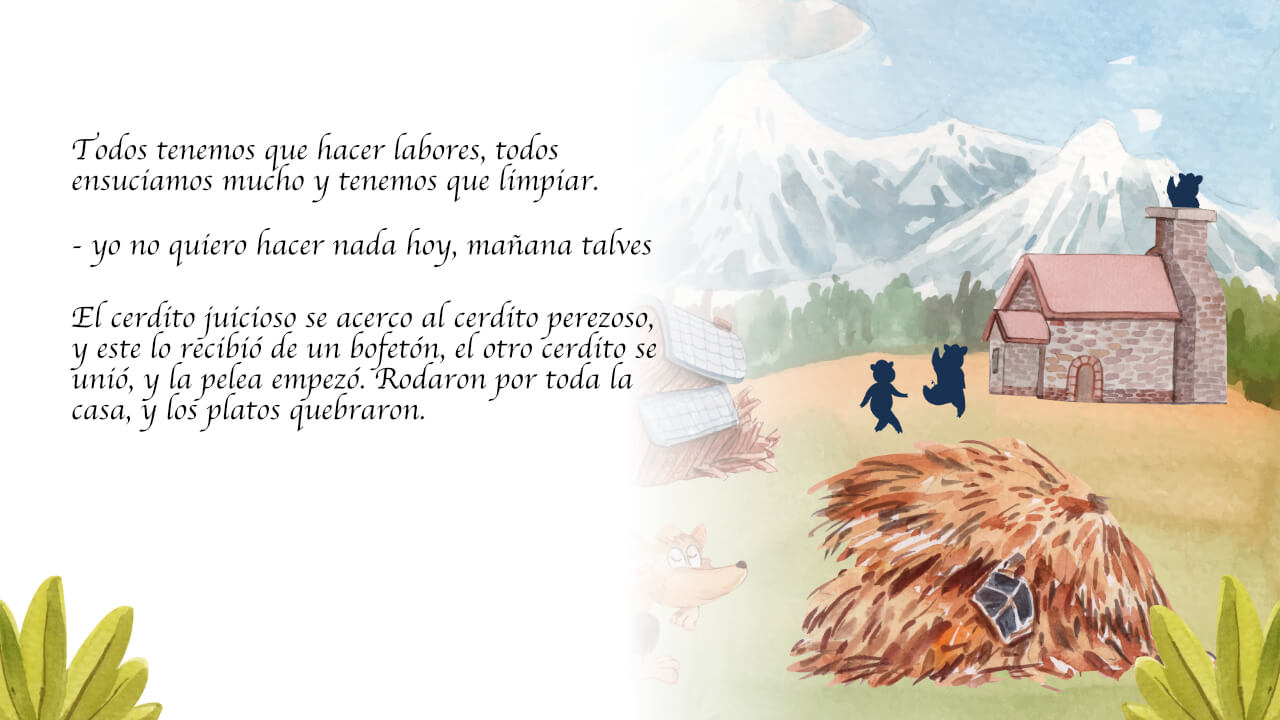 Todos tenemos que hacer labores, todos
ensuciamos mucho y tenemos que limpiar.
- yo no quiero hacer nada hoy, mañana talves
El cerdito juicioso se acerco al cerdito perezoso,
y este lo recibió de un bofetón, el otro cerdito se
unió, y la pelea empezó. Rodaron por toda la
casa, y los platos quebraron.